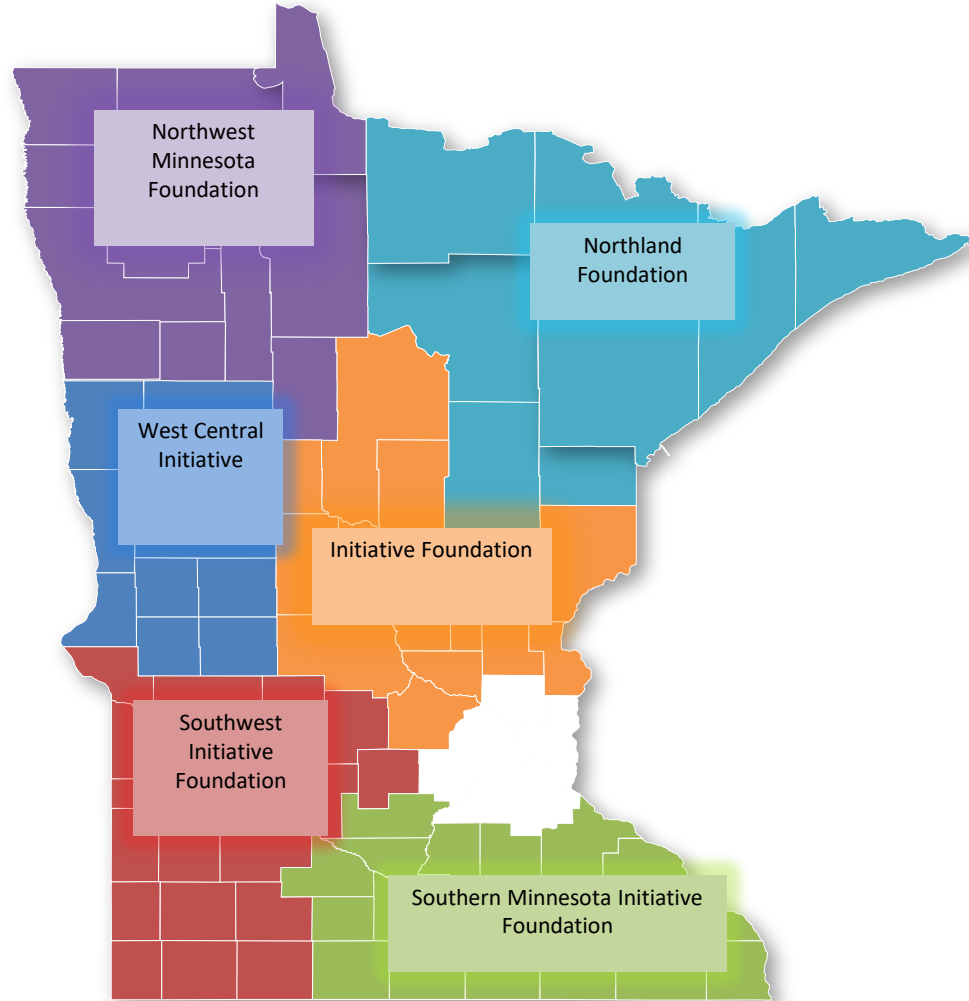 Northwest
Minnesota
Foundation
Northland
Foundation
West Central
Initiative
Initiative Foundation
Southwest
Initiative
Foundation
Southern Minnesota Initiative
Foundation